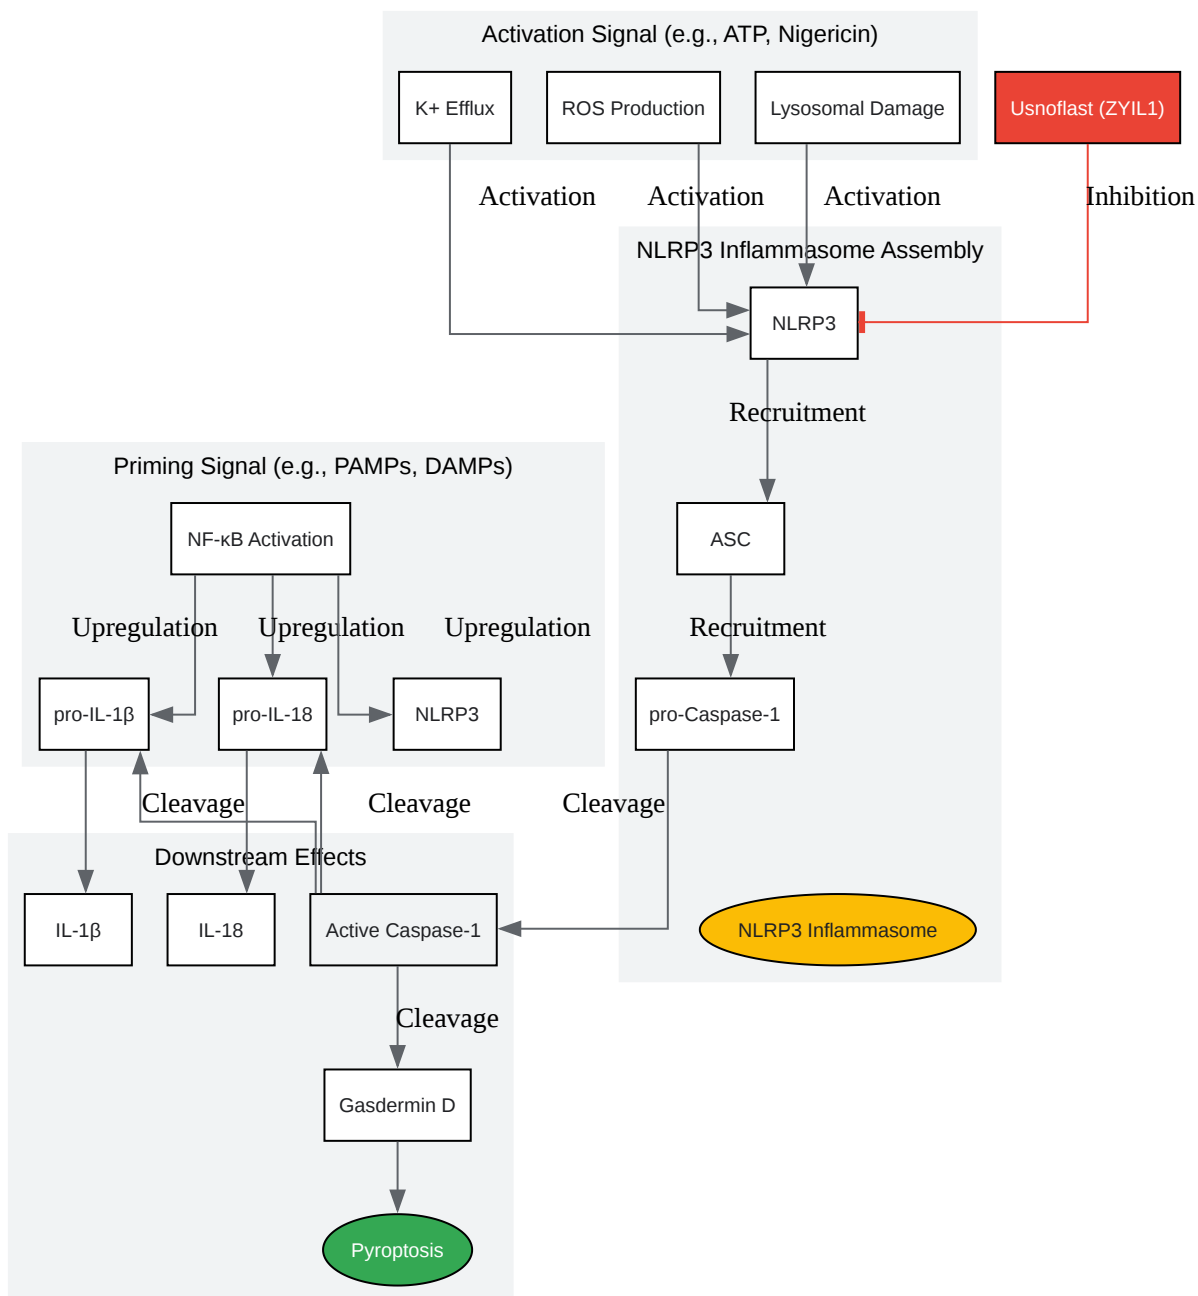 Activation Signal (e.g., ATP, Nigericin)
K+ Efflux
ROS Production
Lysosomal Damage
Usnoflast (ZYIL1)
Activation
Activation
Activation
Inhibition
NLRP3 Inflammasome Assembly
NLRP3
Recruitment
Priming Signal (e.g., PAMPs, DAMPs)
NF-κB Activation
ASC
Upregulation
Upregulation
Upregulation
Recruitment
pro-IL-1β
pro-IL-18
NLRP3
pro-Caspase-1
Cleavage
Cleavage
Cleavage
Downstream Effects
IL-1β
IL-18
Active Caspase-1
NLRP3 Inflammasome
Cleavage
Gasdermin D
Pyroptosis